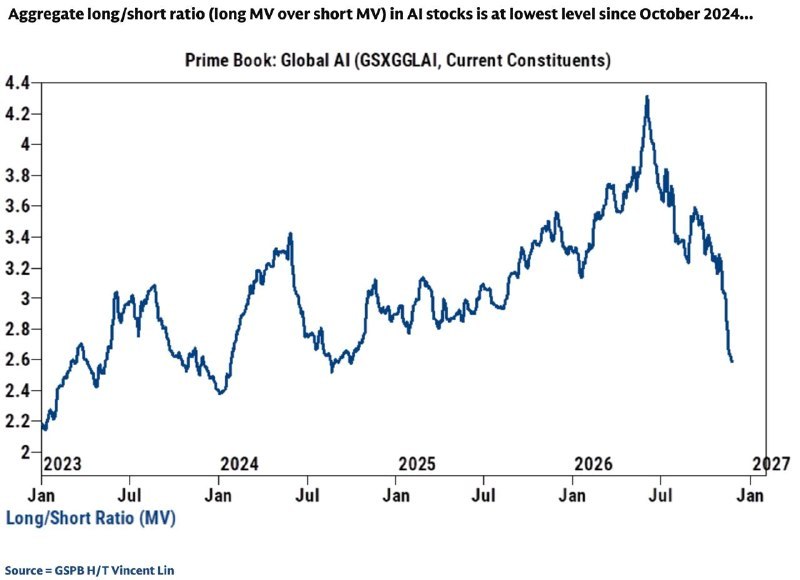 Aggregate long/short ratio (long MV over short MV) in AI stocks is at lowest level since October 2024...
Prime Book: Global AI (GSXGGLAI, Current Constituents)
4.4
4.2
4
3.8
3.6
3.4
3.2
3
2.8
2.6
2.4
2.2
2
2023 2024 2025 2026 2027
Jan Jul Jan Jul Jan Jul Jan Jul Jan
Long/Short Ratio (MV)
Source = GSPB H/T Vincent Lin